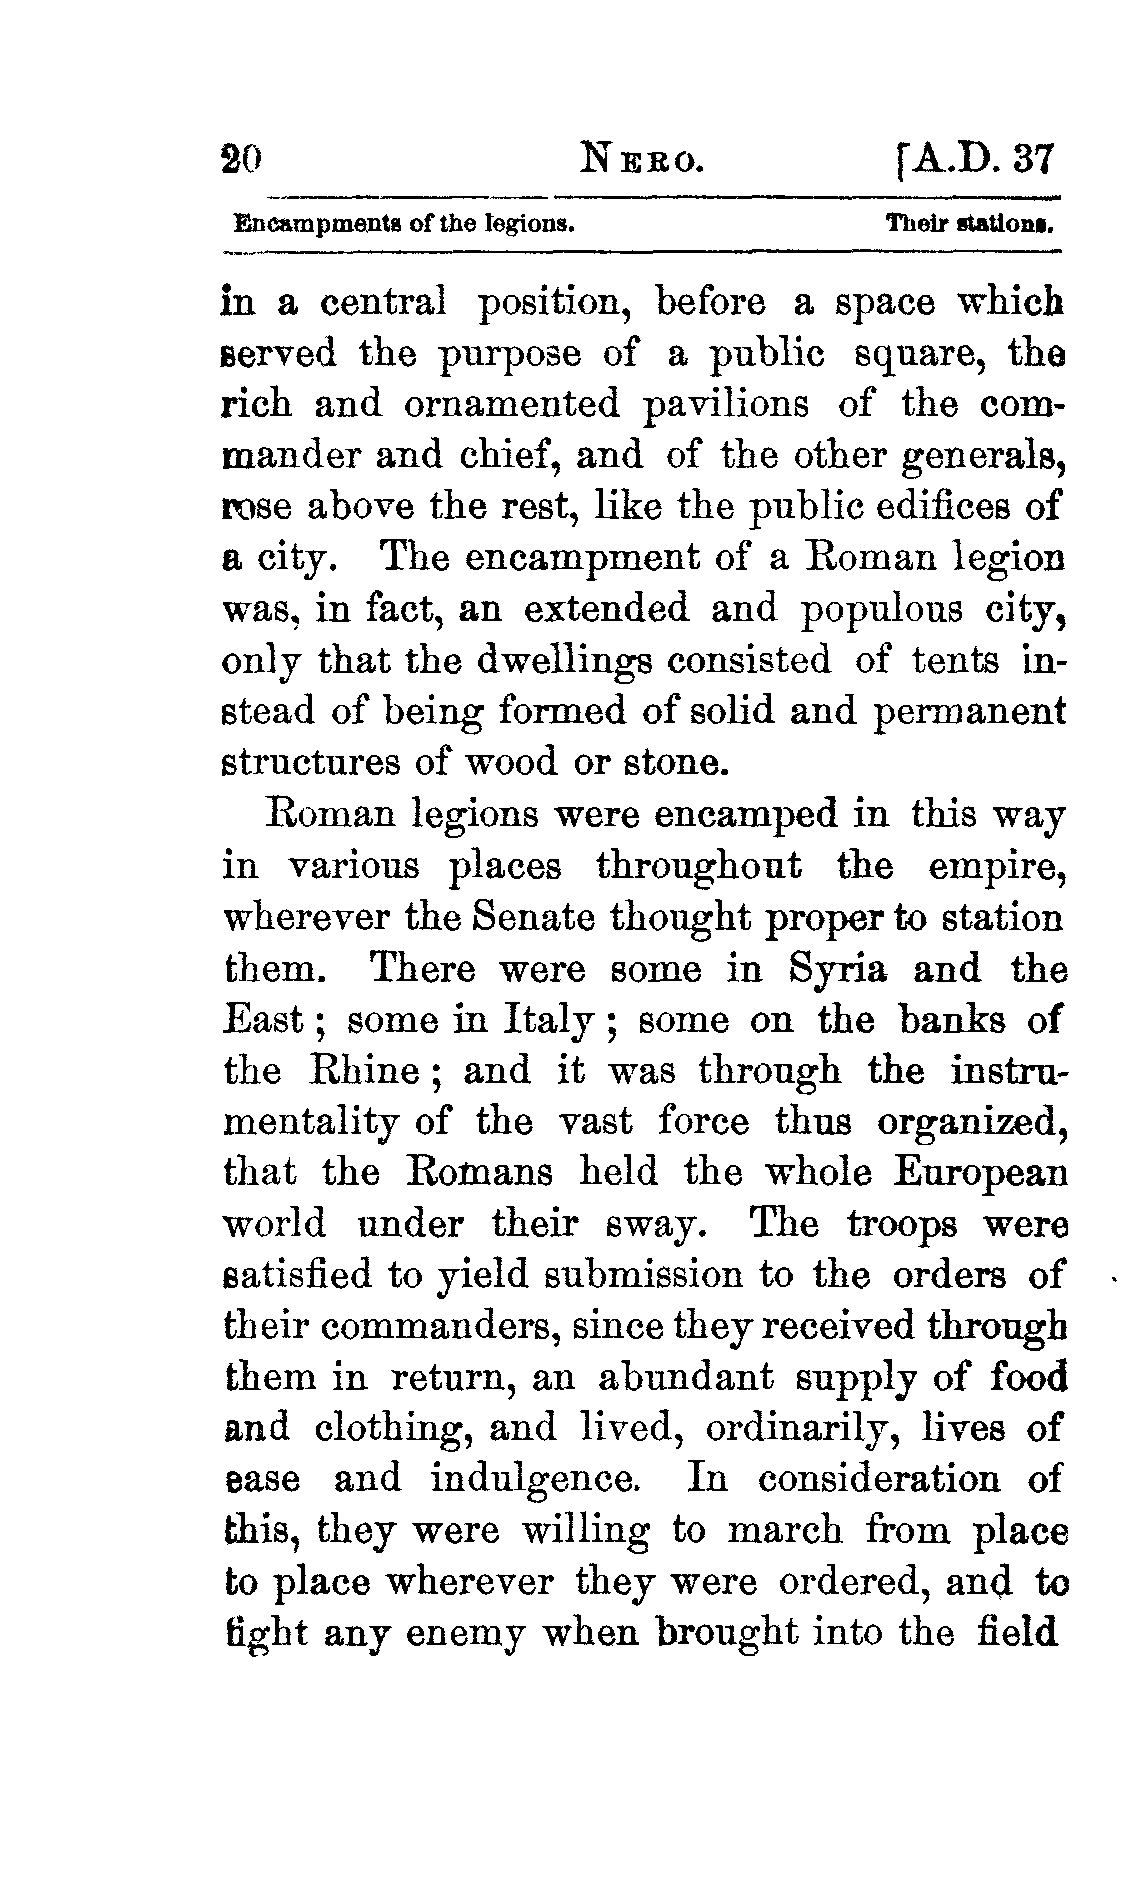 20 NERO. [A.D. 37
Encampments of the legions. Their stations.
in a central position, before a space which
served the purpose of a public square, the
rich and ornamented pavilions of the com-
mander and chief, and of the other generals,
rose above the rest, like the public edifices of
a city. The encampment of a Roman legion
was, in fact, an extended and populous city,
only that the dwellings consisted of tents in-
stead of being formed of solid and permanent
structures of wood or stone.
Roman legions were encamped in this way
in various places throughout the empire,
wherever the Senate thought proper to station
them. There were some in Syria and the
East ; some in Italy ; some on the banks of
the Rhine ; and it was through the instru-
mentality of the vast force thus organized,
that the Romans held the whole European
world under their sway. The troops were
satisfied to yield submission to the orders of
their commanders, since they received through
them in return, an abundant supply of food
and clothing, and lived, ordinarily, lives of
ease and indulgence. In consideration of
this, they were willing to march from place
to place wherever they were ordered, and to
fight any enemy when brought into the field